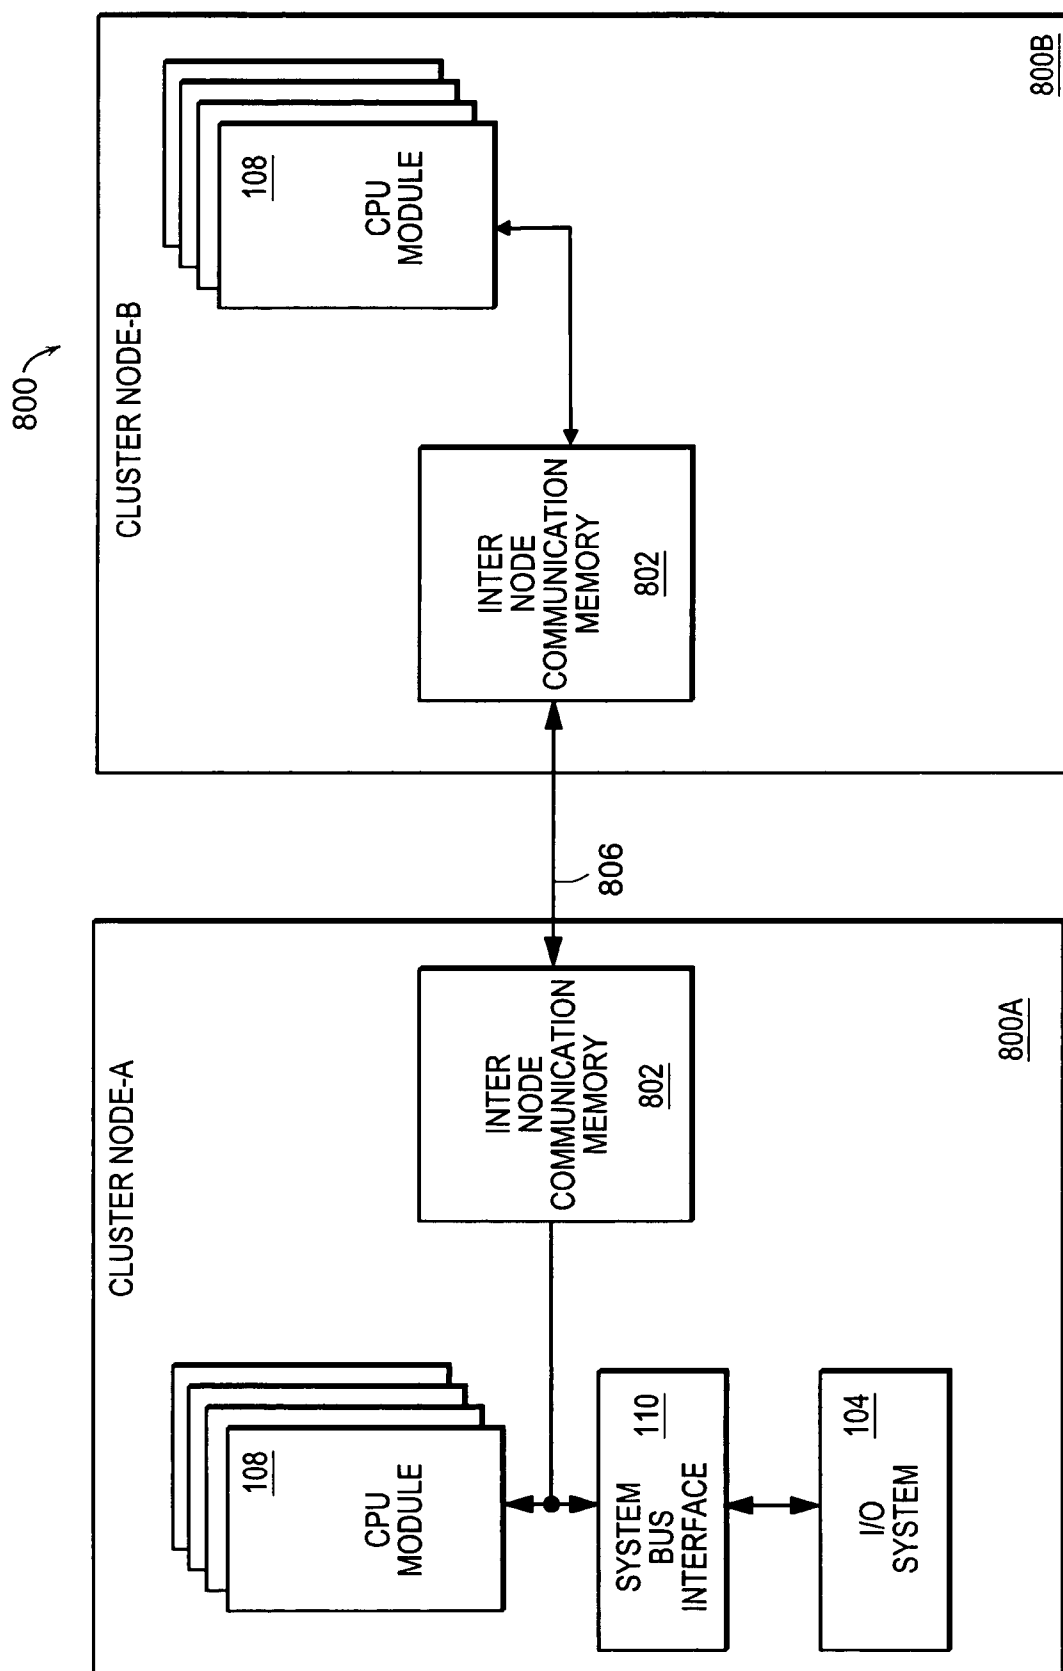 800
CLUSTER NODE-A
108
CPU
MODULE
SYSTEM
BUS
INTERFACE
110
I/O
SYSTEM
104
INTER
NODE
COMMUNICATION
MEMORY
802
800A
806
CLUSTER NODE-B
INTER
NODE
COMMUNICATION
MEMORY
802
108
CPU
MODULE
800B